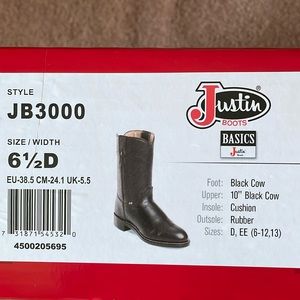 STYLE
JB3000
SIZE / WIDTH
6½D
EU-38.5 CM-24.1 UK-5.5
7 31871 54532 0
4500205695
Justin
BOOTS
BASICS
Justin
Foot: Black Cow
Upper: 10" Black Cow
Insole: Cushion
Outsole: Rubber
Sizes: D, EE (6-12,13)